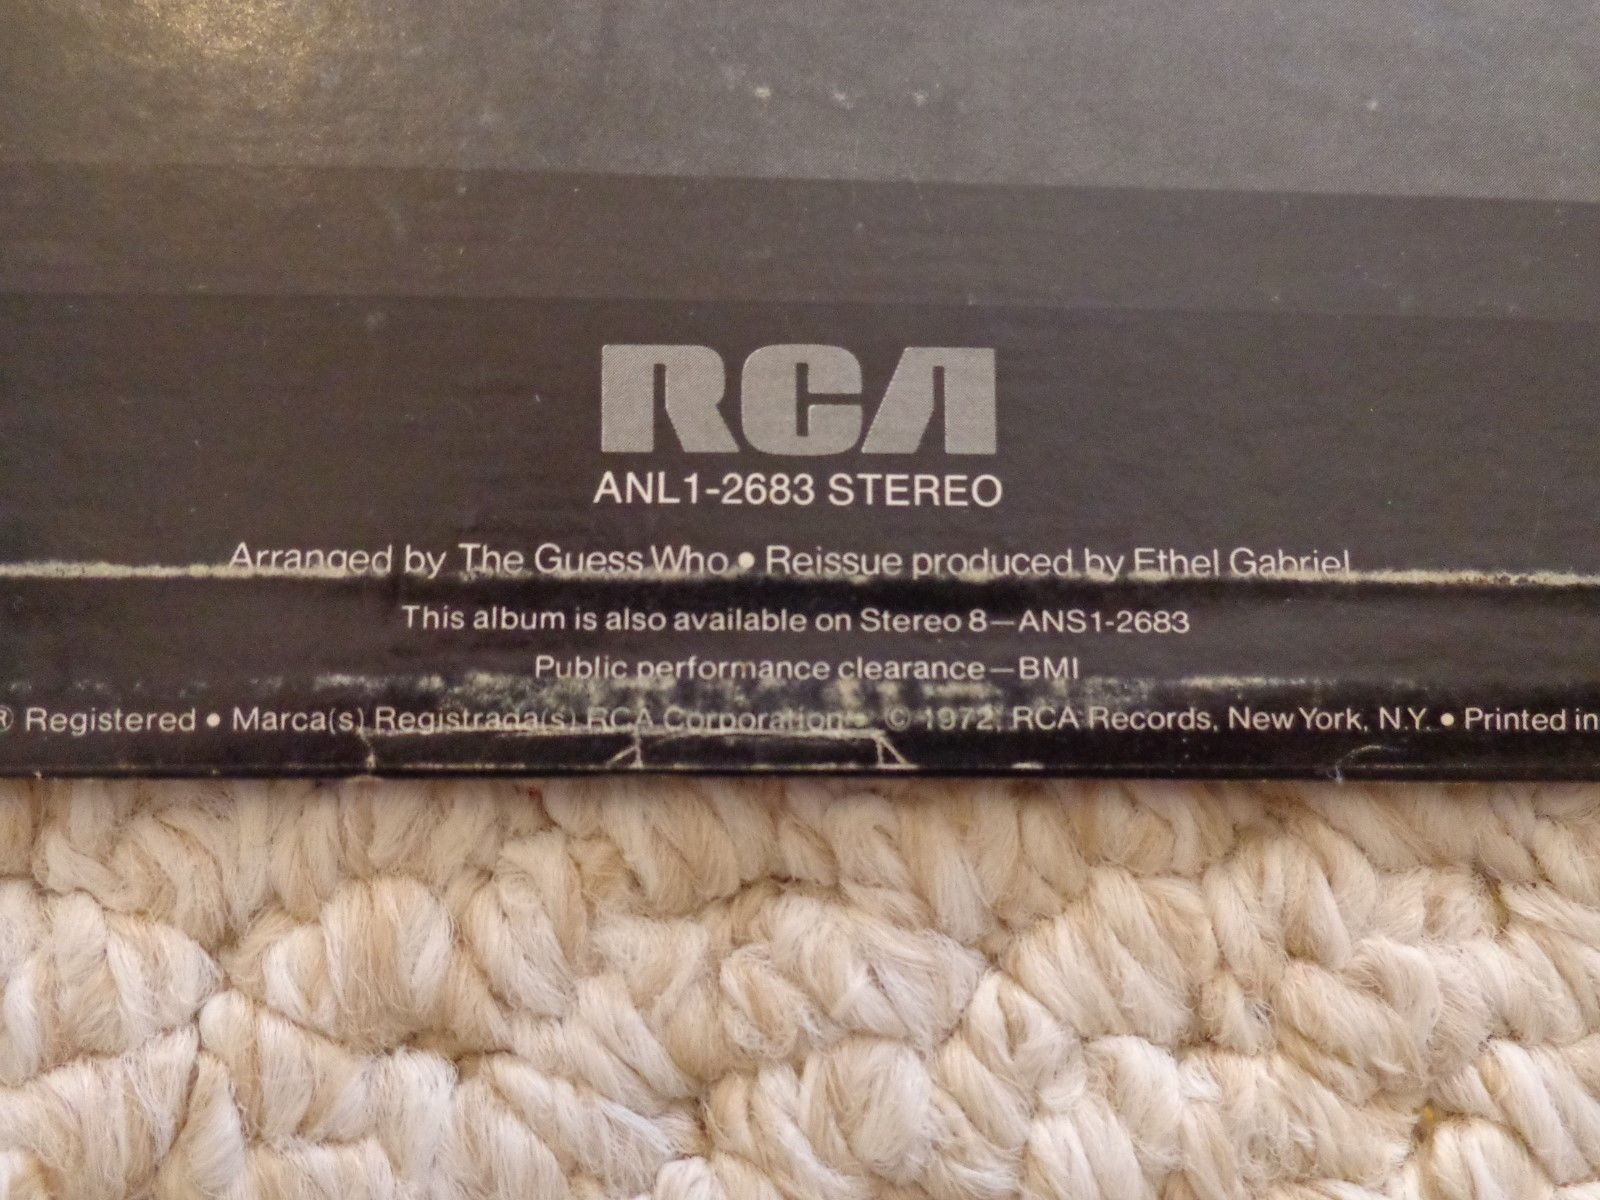 RCA
ANL1-2683 STEREO
Arranged by The Guess Who • Reissue produced by Ethel Gabriel
This album is also available on Stereo 8—ANS1-2683
Public performance clearance—BMI
® Registered • Marca(s) Registrada(s) RCA Corporation • © 1972, RCA Records, New York, N.Y. • Printed in